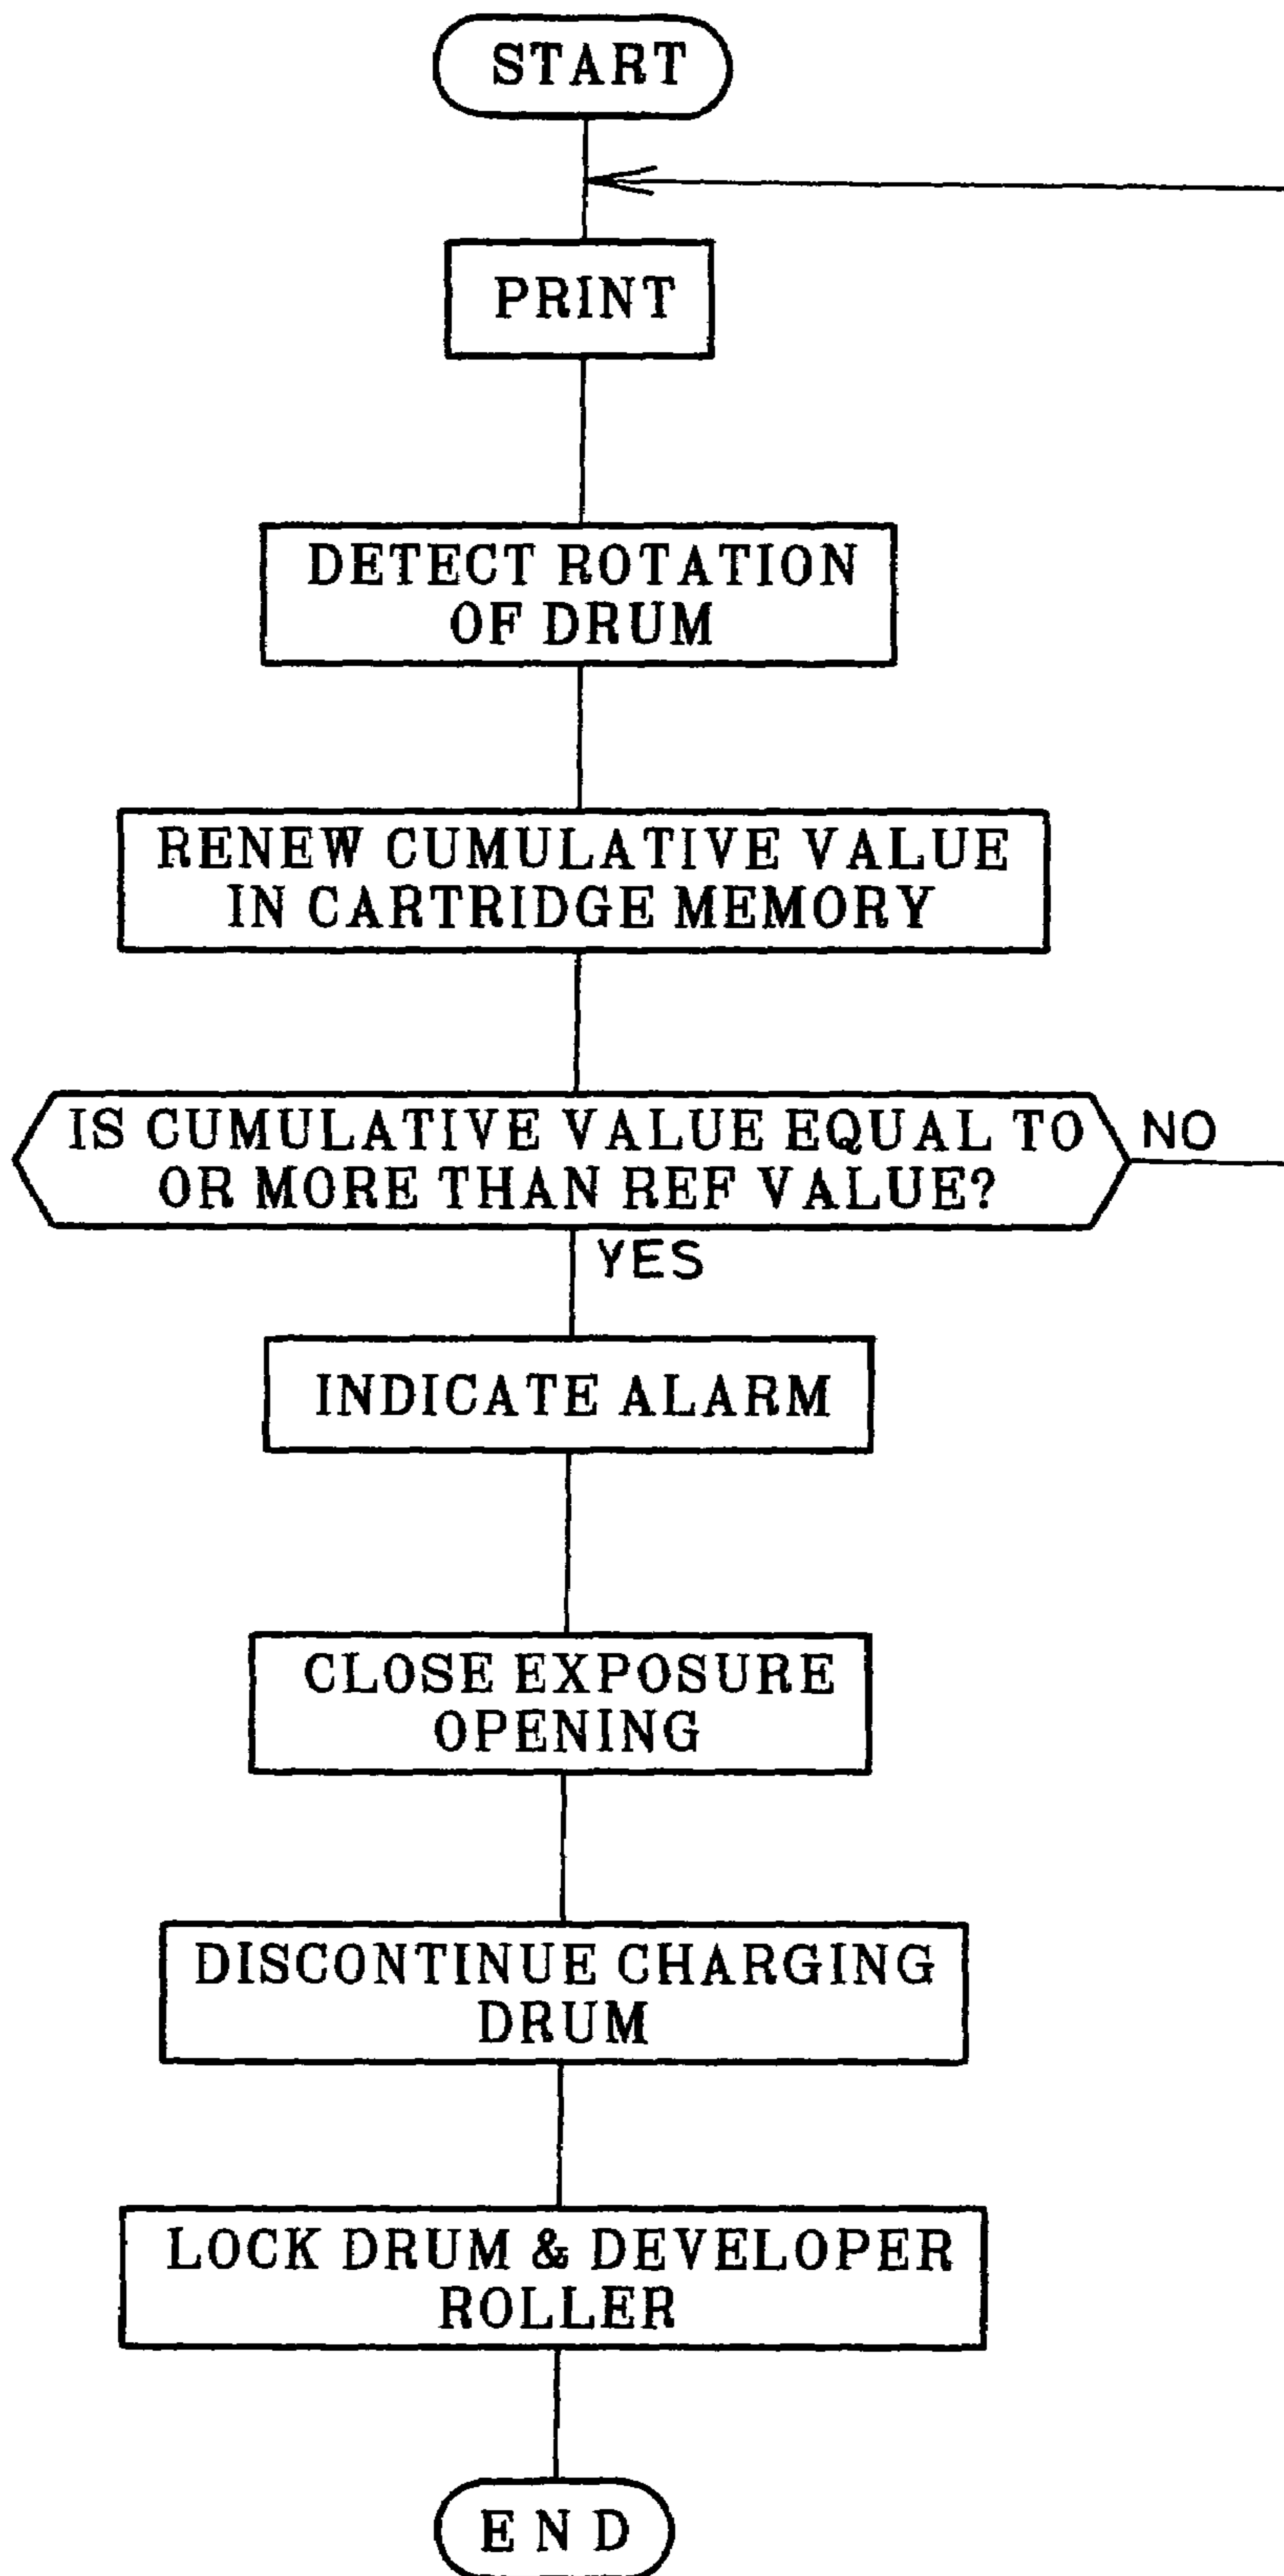 START
PRINT
DETECT ROTATION
OF DRUM
RENEW CUMULATIVE VALUE
IN CARTRIDGE MEMORY
IS CUMULATIVE VALUE EQUAL TO
OR MORE THAN REF VALUE?
NO
YES
INDICATE ALARM
CLOSE EXPOSURE
OPENING
DISCONTINUE CHARGING
DRUM
LOCK DRUM & DEVELOPER
ROLLER
END